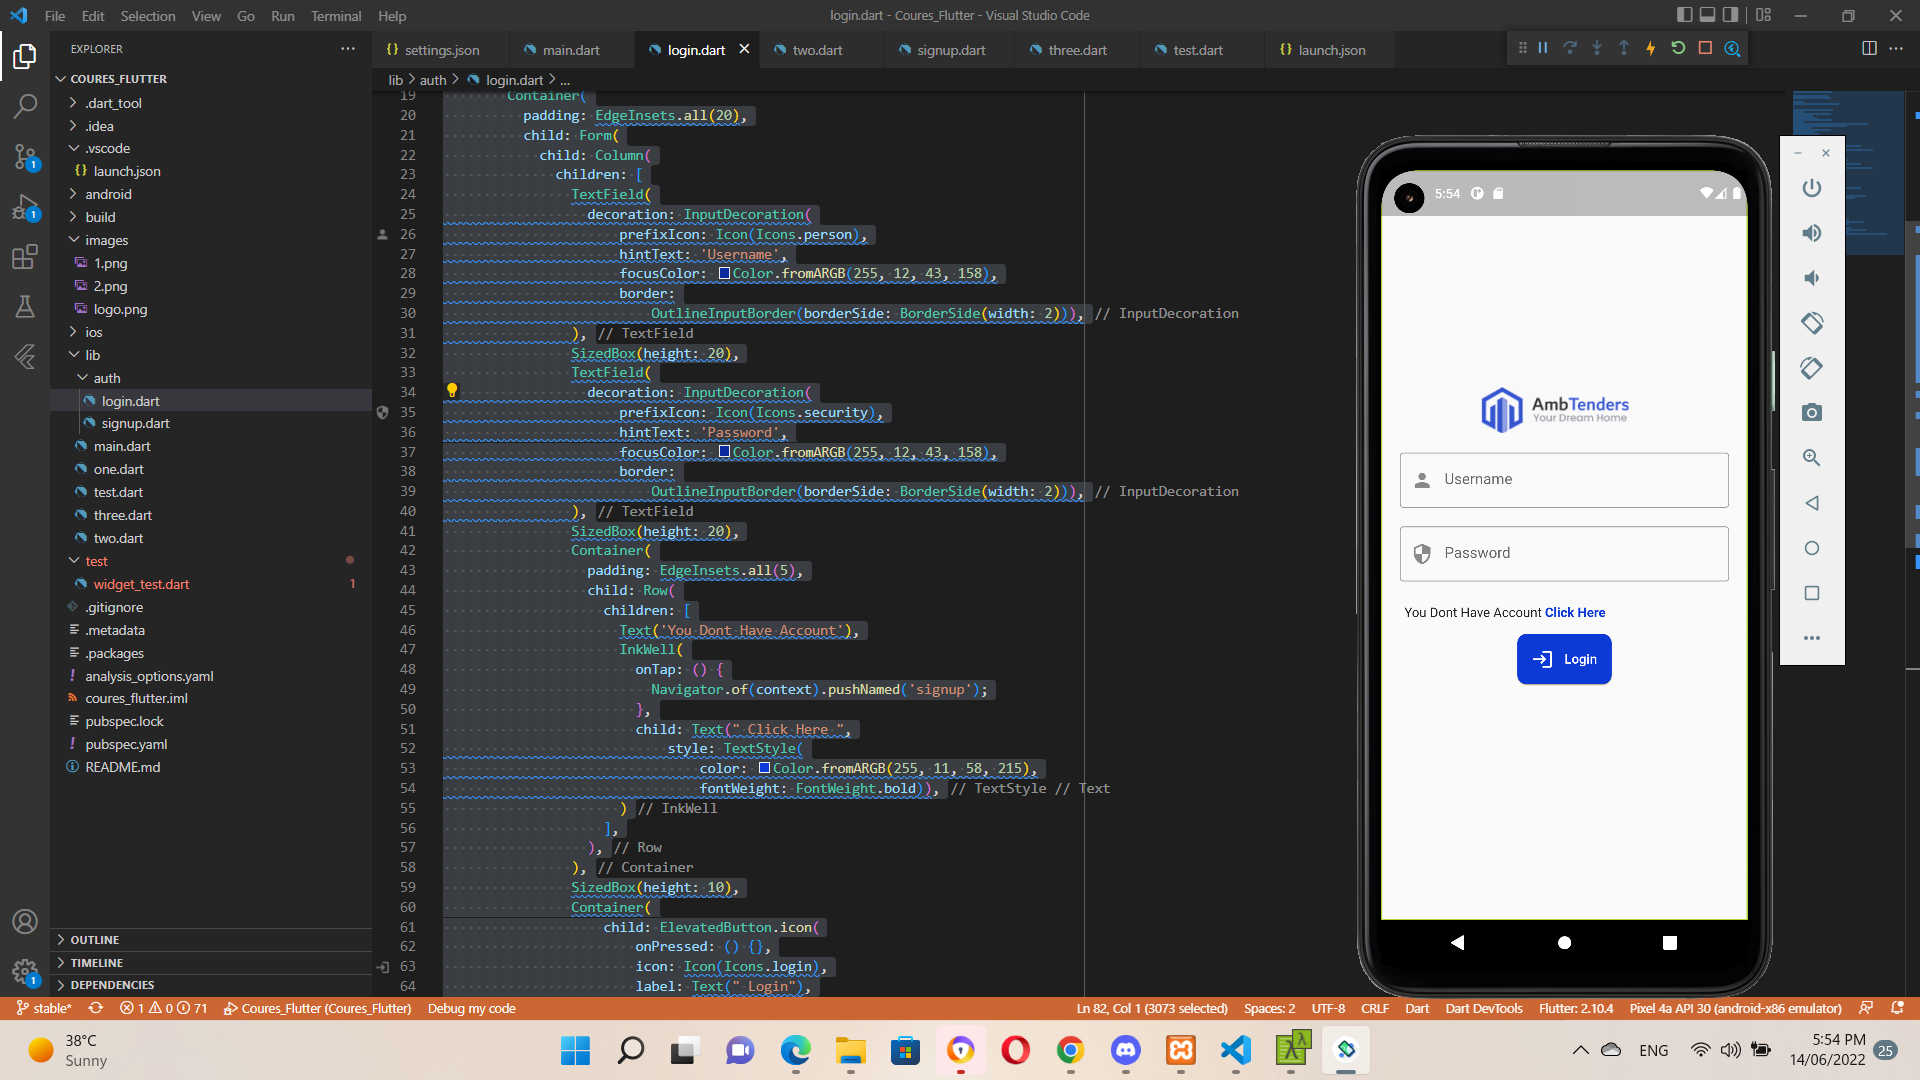 File Edit Selection View Go Run Terminal Help
login.dart - Coures_Flutter - Visual Studio Code
EXPLORER
COURES_FLUTTER
.dart_tool
.idea
.vscode
launch.json
android
build
images
1.png
2.png
logo.png
ios
lib
auth
login.dart
signup.dart
main.dart
one.dart
test.dart
three.dart
two.dart
test
widget_test.dart 1
.gitignore
.metadata
.packages
analysis_options.yaml
coures_flutter.iml
pubspec.lock
pubspec.yaml
README.md
OUTLINE
TIMELINE
DEPENDENCIES
1
1
1
settings.json main.dart login.dart two.dart signup.dart three.dart test.dart launch.json
lib > auth > login.dart > ...
19 Container(
20 padding: EdgeInsets.all(20),
21 child: Form(
22 child: Column(
23 children: [
24 TextField(
25 decoration: InputDecoration(
26 prefixIcon: Icon(Icons.person),
27 hintText: 'Username',
28 focusColor: Color.fromARGB(255, 12, 43, 158),
29 border:
30 OutlineInputBorder(borderSide: BorderSide(width: 2))), // InputDecoration
31 ), // TextField
32 SizedBox(height: 20),
33 TextField(
34 decoration: InputDecoration(
35 prefixIcon: Icon(Icons.security),
36 hintText: 'Password',
37 focusColor: Color.fromARGB(255, 12, 43, 158),
38 border:
39 OutlineInputBorder(borderSide: BorderSide(width: 2))), // InputDecoration
40 ), // TextField
41 SizedBox(height: 20),
42 Container(
43 padding: EdgeInsets.all(5),
44 child: Row(
45 children: [
46 Text('You Dont Have Account'),
47 InkWell(
48 onTap: () {
49 Navigator.of(context).pushNamed('signup');
50 },
51 child: Text(" Click Here ",
52 style: TextStyle(
53 color: Color.fromARGB(255, 11, 58, 215),
54 fontWeight: FontWeight.bold)), // TextStyle // Text
55 ) // InkWell
56 ],
57 ), // Row
58 ), // Container
59 SizedBox(height: 10),
60 Container(
61 child: ElevatedButton.icon(
62 onPressed: () {},
63 icon: Icon(Icons.login),
64 label: Text(" Login"),
5:54
AmbTenders
Your Dream Home
Username
Password
You Dont Have Account Click Here
Login
stable* 1 0 71 Coures_Flutter (Coures_Flutter) Debug my code
Ln 82, Col 1 (3073 selected) Spaces: 2 UTF-8 CRLF Dart Dart DevTools Flutter: 2.10.4 Pixel 4a API 30 (android-x86 emulator)
38°C
Sunny
ENG
5:54 PM
14/06/2022
25